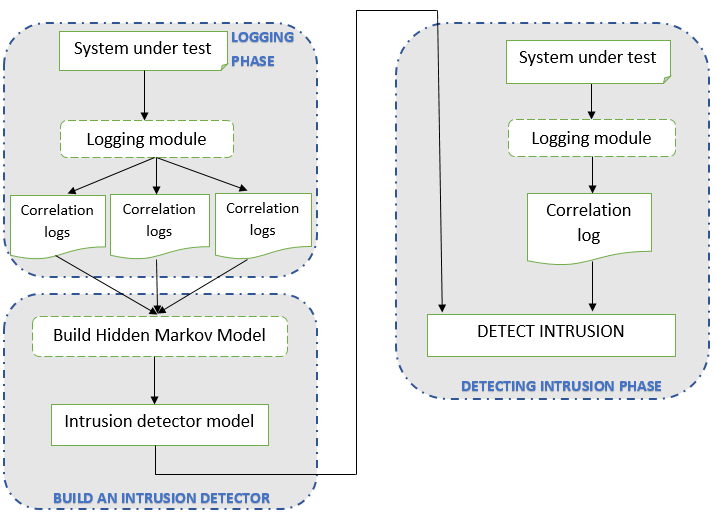 System under test
LOGGING
PHASE
Logging module
Correlation
logs
Correlation
logs
Correlation
logs
Build Hidden Markov Model
Intrusion detector model
BUILD AN INTRUSION DETECTOR
System under test
Logging module
Correlation
log
DETECT INTRUSION
DETECTING INTRUSION PHASE